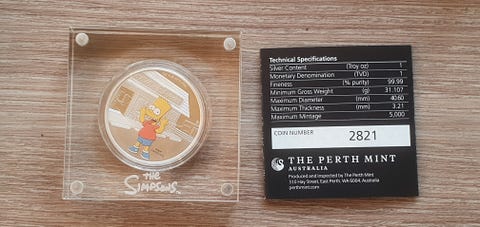 THE
SIMPSONS
Technical Specifications
Silver Content (Troy oz) 1
Monetary Denomination (TVD) 1
Fineness (% purity) 99.99
Minimum Gross Weight (g) 31.107
Maximum Diameter (mm) 40.60
Maximum Thickness (mm) 3.21
Maximum Mintage 5,000
COIN NUMBER 2821
THE PERTH MINT
AUSTRALIA
Produced and inspected by The Perth Mint
310 Hay Street, East Perth, WA 6004, Australia
perthmint.com